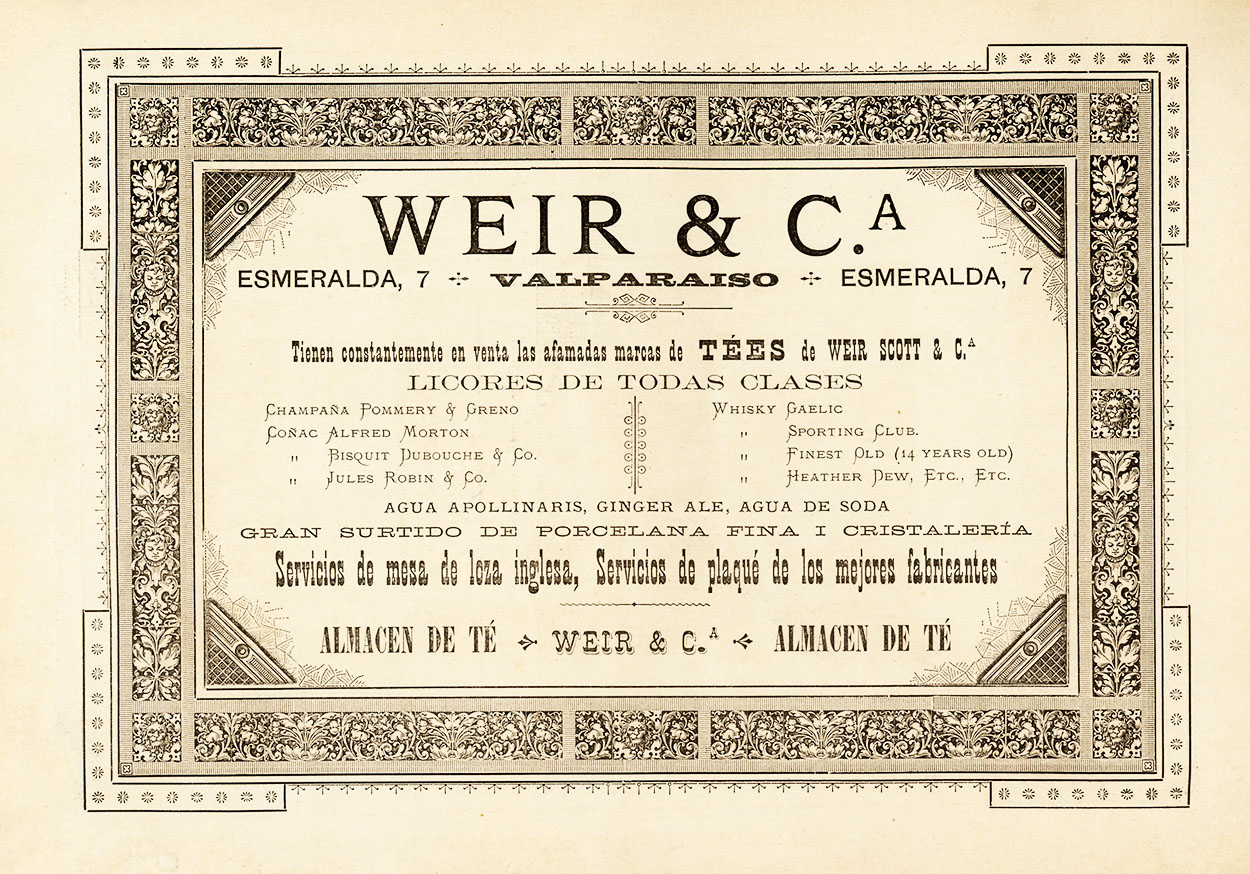 WEIR & C.A
ESMERALDA, 7 VALPARAISO ESMERALDA, 7
Tienen constantemente en venta las afamadas marcas de TÉES de WEIR SCOTT & C.A
LICORES DE TODAS CLASES
CHAMPAÑA POMMERY & GRENO
COÑAC ALFRED MORTON
" BISQUIT DUBOUCHE & CO.
" JULES ROBIN & CO.
WHISKY GAELIC
" SPORTING CLUB.
" FINEST OLD (14 YEARS OLD)
" HEATHER DEW, ETC., ETC.
AGUA APOLLINARIS, GINGER ALE, AGUA DE SODA
GRAN SURTIDO DE PORCELANA FINA I CRISTALERÍA
Servicios de mesa de loza inglesa, Servicios de plaqué de los mejores fabricantes
ALMACEN DE TÉ WEIR & C.A ALMACEN DE TÉ